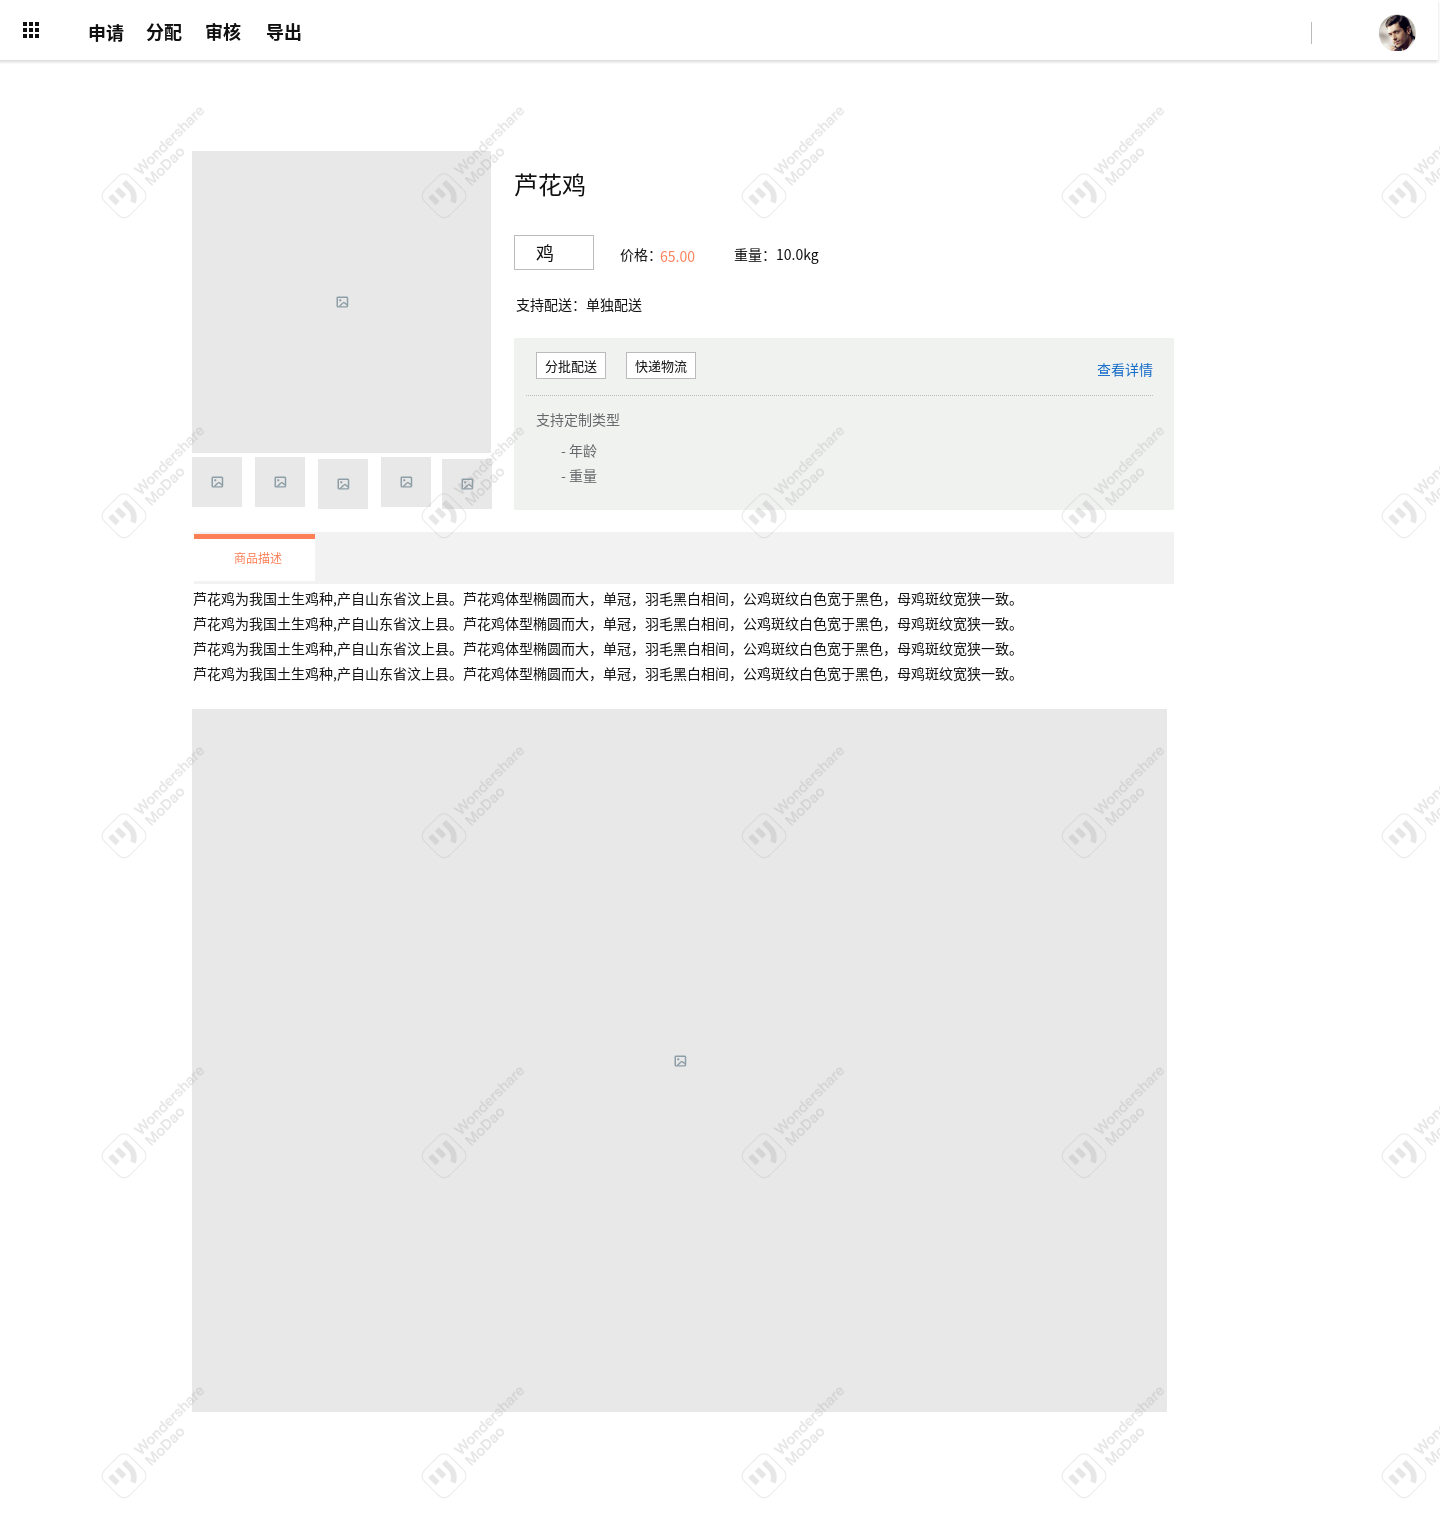 申请 分配 审核 导出
芦花鸡
鸡 价格：65.00 重量：10.0kg
支持配送：单独配送
分批配送 快递物流 查看详情
支持定制类型
- 年龄
- 重量
商品描述
芦花鸡为我国土生鸡种,产自山东省汶上县。芦花鸡体型椭圆而大，单冠，羽毛黑白相间，公鸡斑纹白色宽于黑色，母鸡斑纹宽狭一致。
芦花鸡为我国土生鸡种,产自山东省汶上县。芦花鸡体型椭圆而大，单冠，羽毛黑白相间，公鸡斑纹白色宽于黑色，母鸡斑纹宽狭一致。
芦花鸡为我国土生鸡种,产自山东省汶上县。芦花鸡体型椭圆而大，单冠，羽毛黑白相间，公鸡斑纹白色宽于黑色，母鸡斑纹宽狭一致。
芦花鸡为我国土生鸡种,产自山东省汶上县。芦花鸡体型椭圆而大，单冠，羽毛黑白相间，公鸡斑纹白色宽于黑色，母鸡斑纹宽狭一致。
Wondershare
MoDao